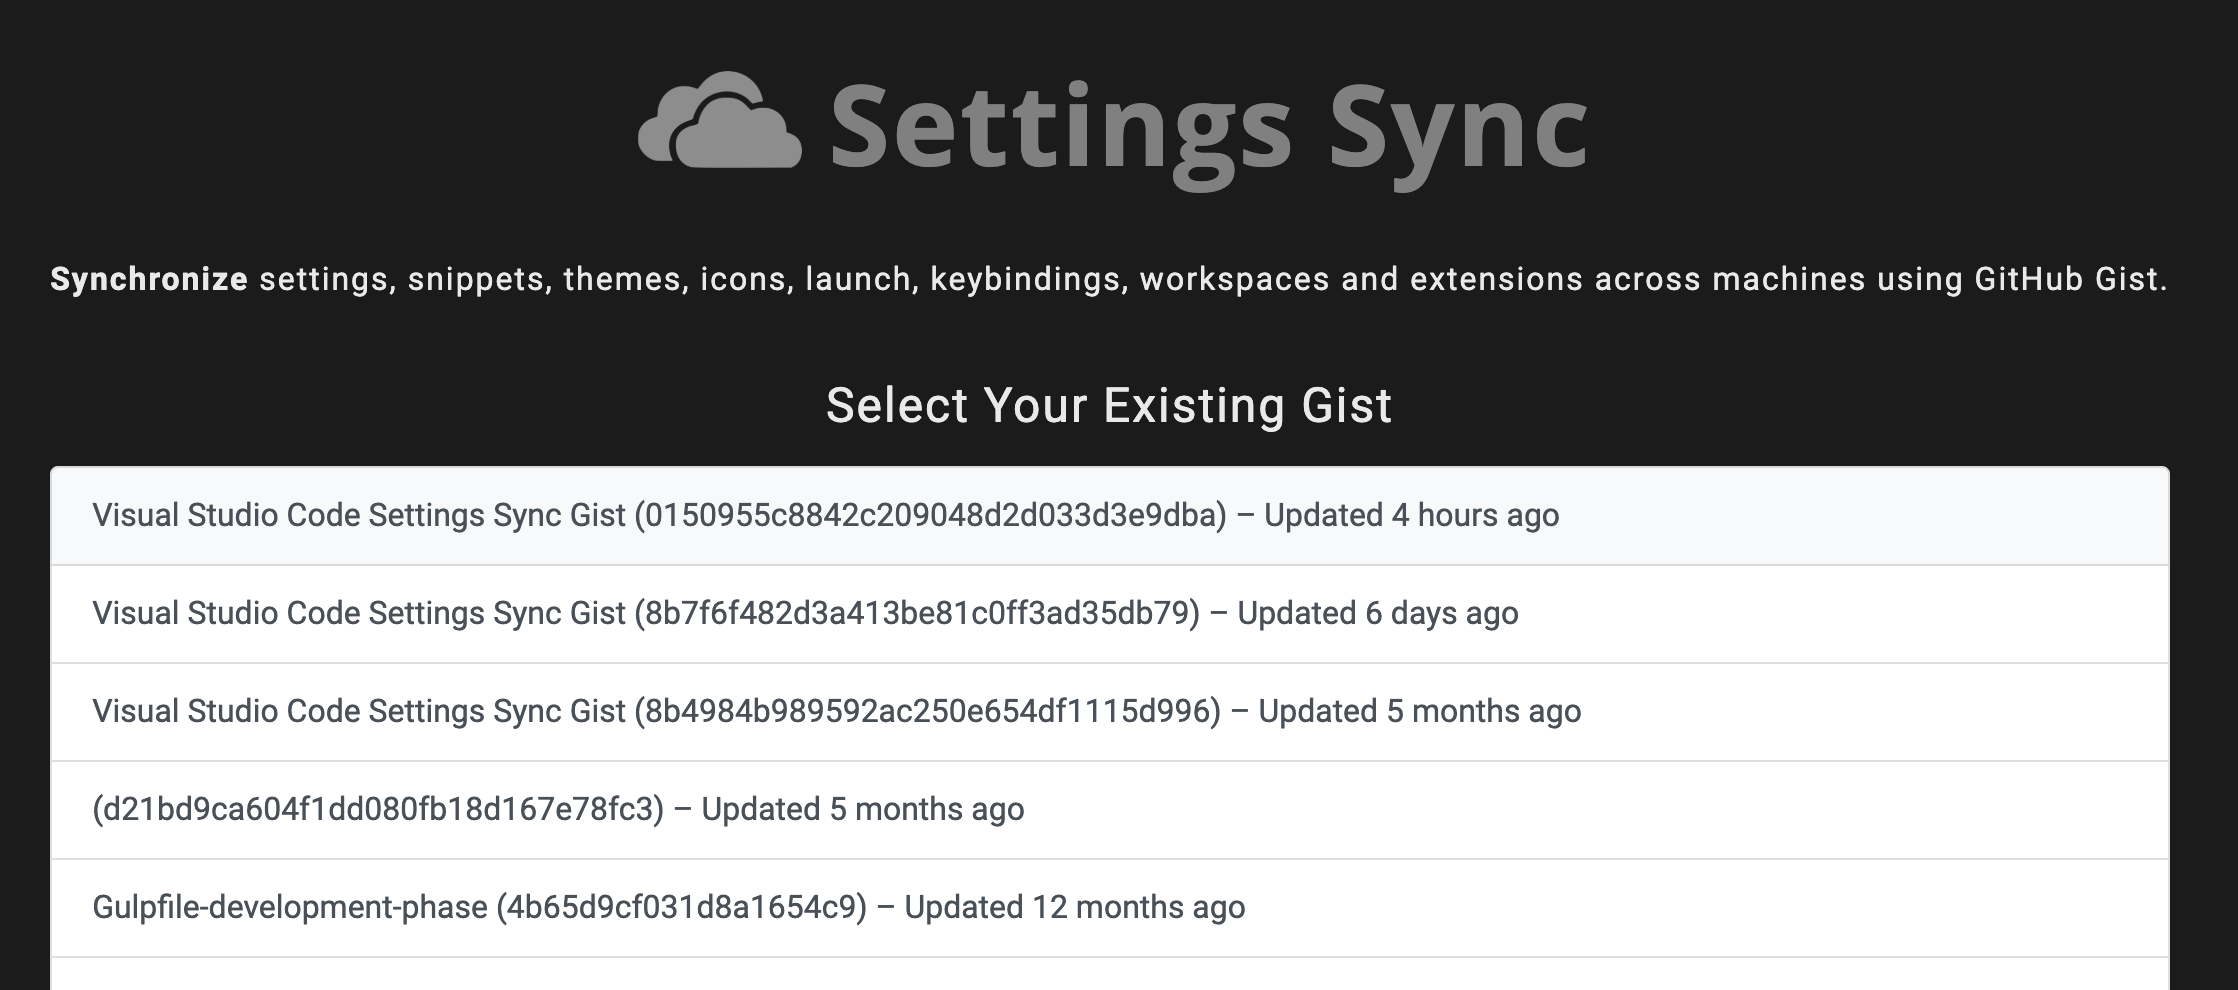 Settings Sync
Synchronize settings, snippets, themes, icons, launch, keybindings, workspaces and extensions across machines using GitHub Gist.
Select Your Existing Gist
Visual Studio Code Settings Sync Gist (0150955c8842c209048d2d033d3e9dba) – Updated 4 hours ago
Visual Studio Code Settings Sync Gist (8b7f6f482d3a413be81c0ff3ad35db79) – Updated 6 days ago
Visual Studio Code Settings Sync Gist (8b4984b989592ac250e654df1115d996) – Updated 5 months ago
(d21bd9ca604f1dd080fb18d167e78fc3) – Updated 5 months ago
Gulpfile-development-phase (4b65d9cf031d8a1654c9) – Updated 12 months ago